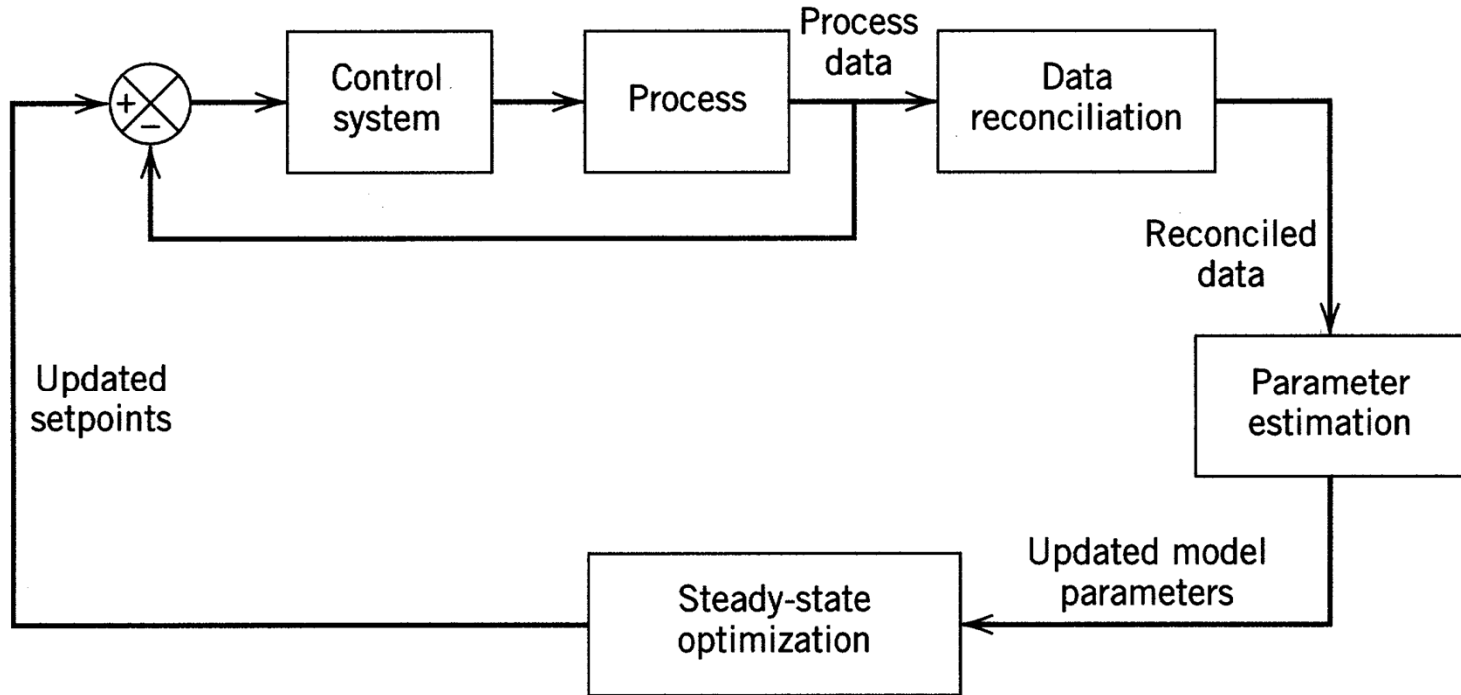 Process
data
+
−
Control
system
Process
Data
reconciliation
Reconciled
data
Updated
setpoints
Parameter
estimation
Updated model
parameters
Steady-state
optimization